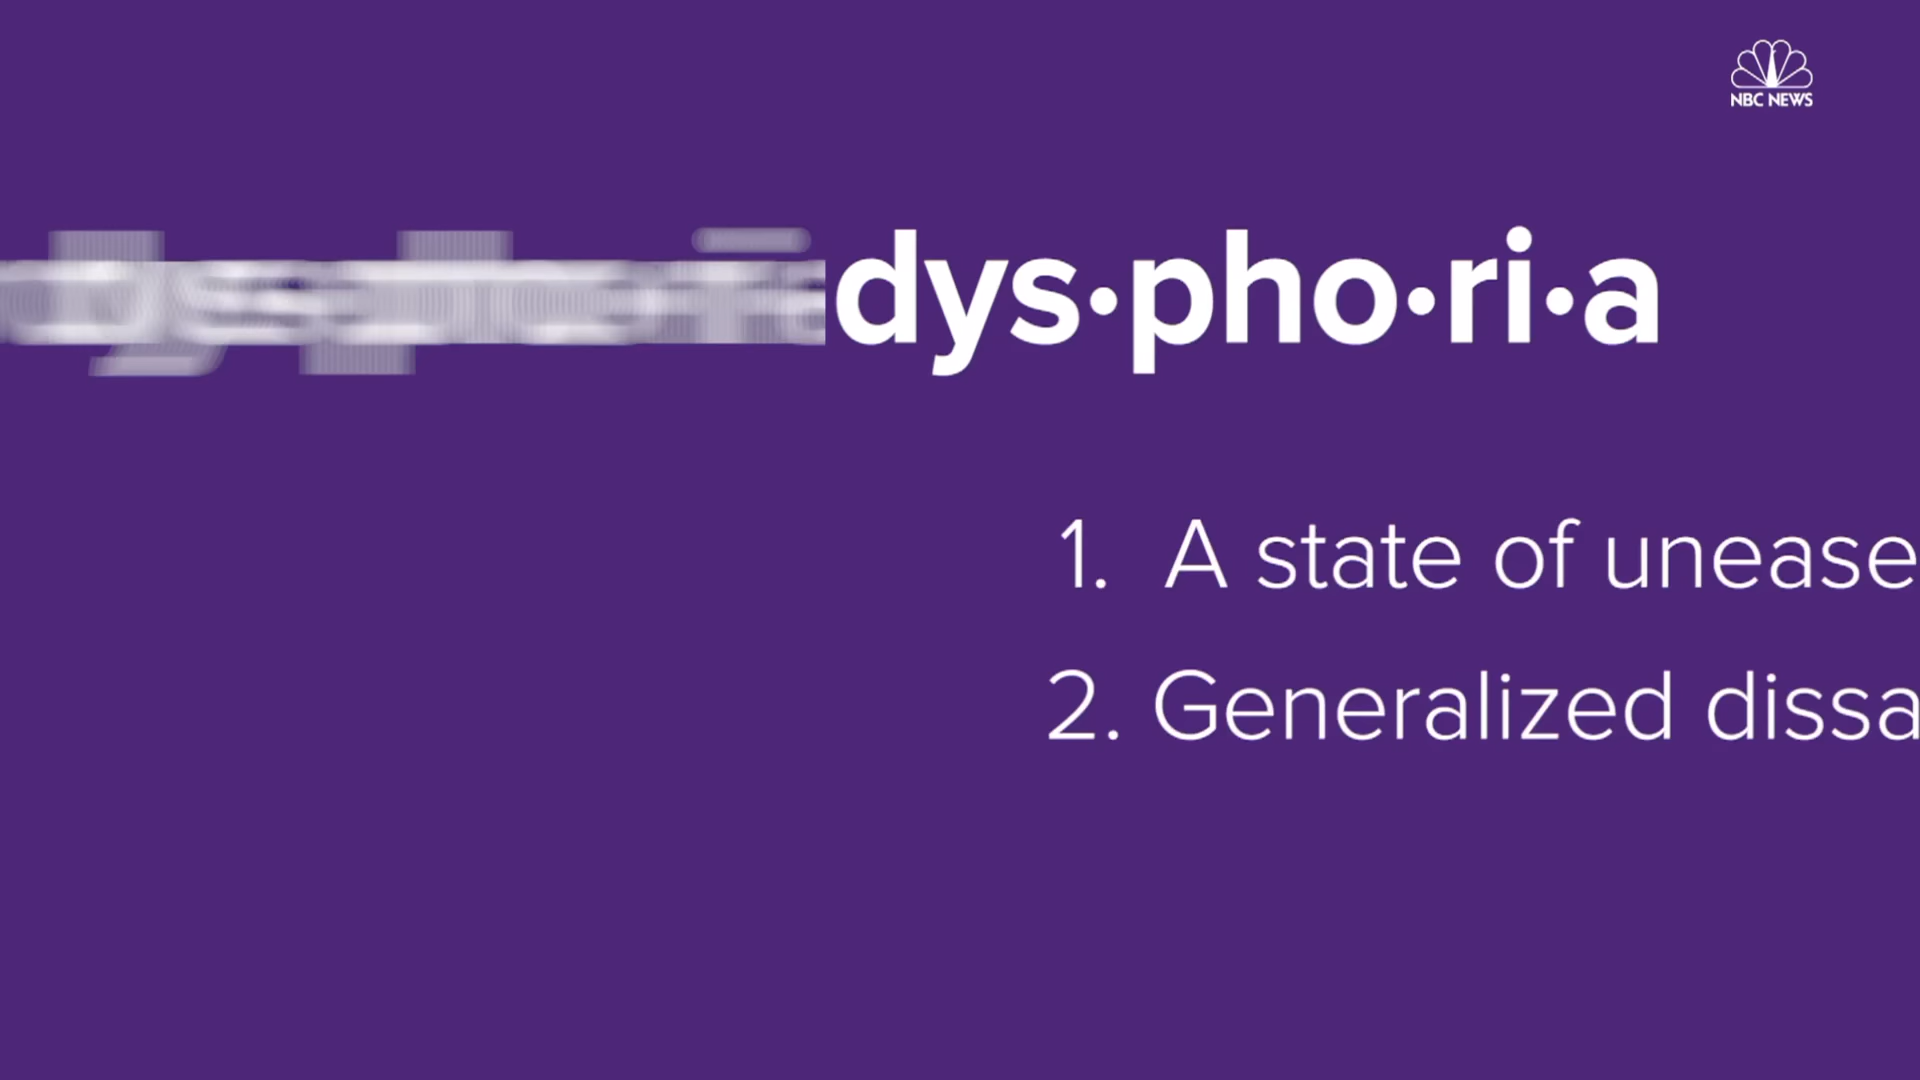 NBC NEWS
dys•pho•ri•a
1. A state of unease
2. Generalized dissa